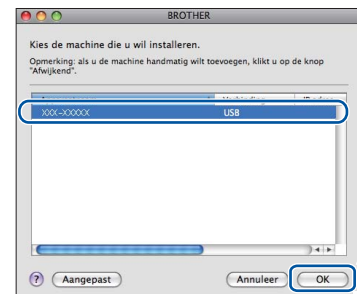 BROTHER
Kies de machine die u wil installeren.
Opmerking: als u de machine handmatig wilt toevoegen, klikt u op de knop
"Afwijkend".
XXX-XXXXX USB
? Aangepast Annuleer OK